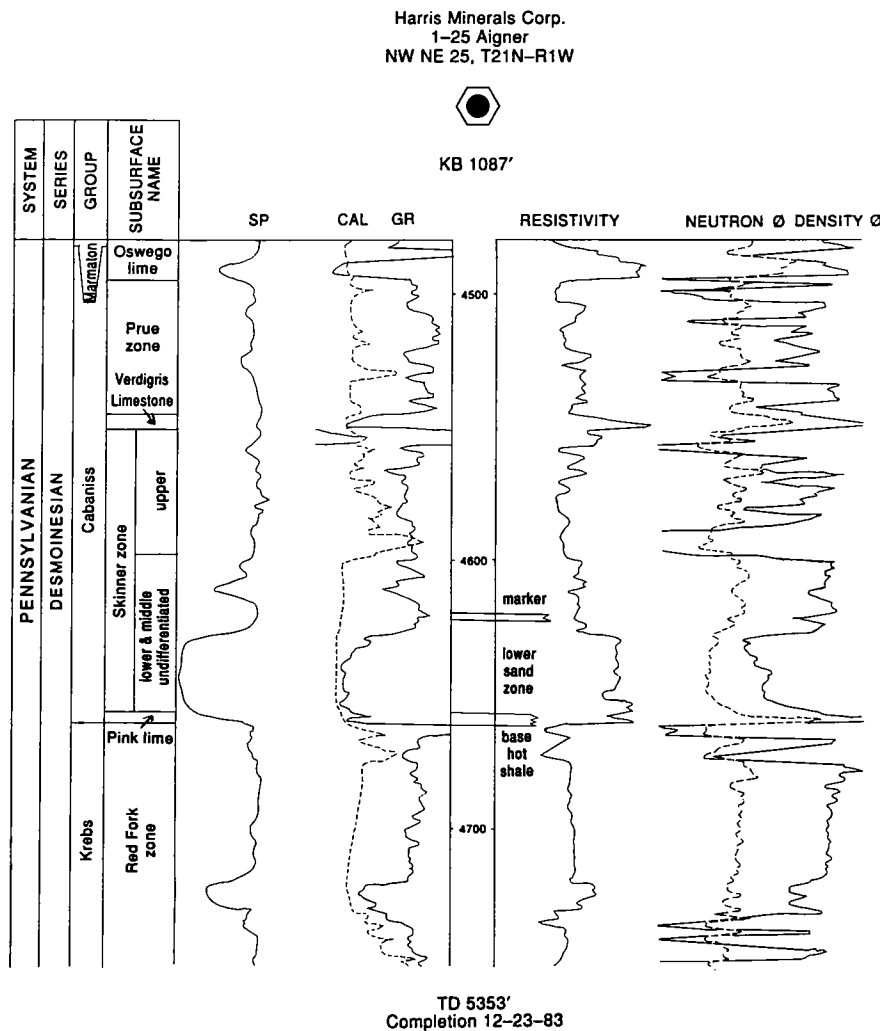 Harris Minerals Corp.
1–25 Aigner
NW NE 25, T21N–R1W
KB 1087'
SYSTEM
SERIES
GROUP
SUBSURFACE
NAME
SP
CAL
GR
RESISTIVITY
NEUTRON Ø
DENSITY Ø
PENNSYLVANIAN
DESMOINESIAN
Marmaton
Cabaniss
Krebs
Oswego
lime
Prue
zone
Verdigris
Limestone
Skinner zone
upper
lower & middle
undifferentiated
Pink lime
Red Fork
zone
4500
4600
4700
marker
lower
sand
zone
base
hot
shale
TD 5353'
Completion 12–23–83